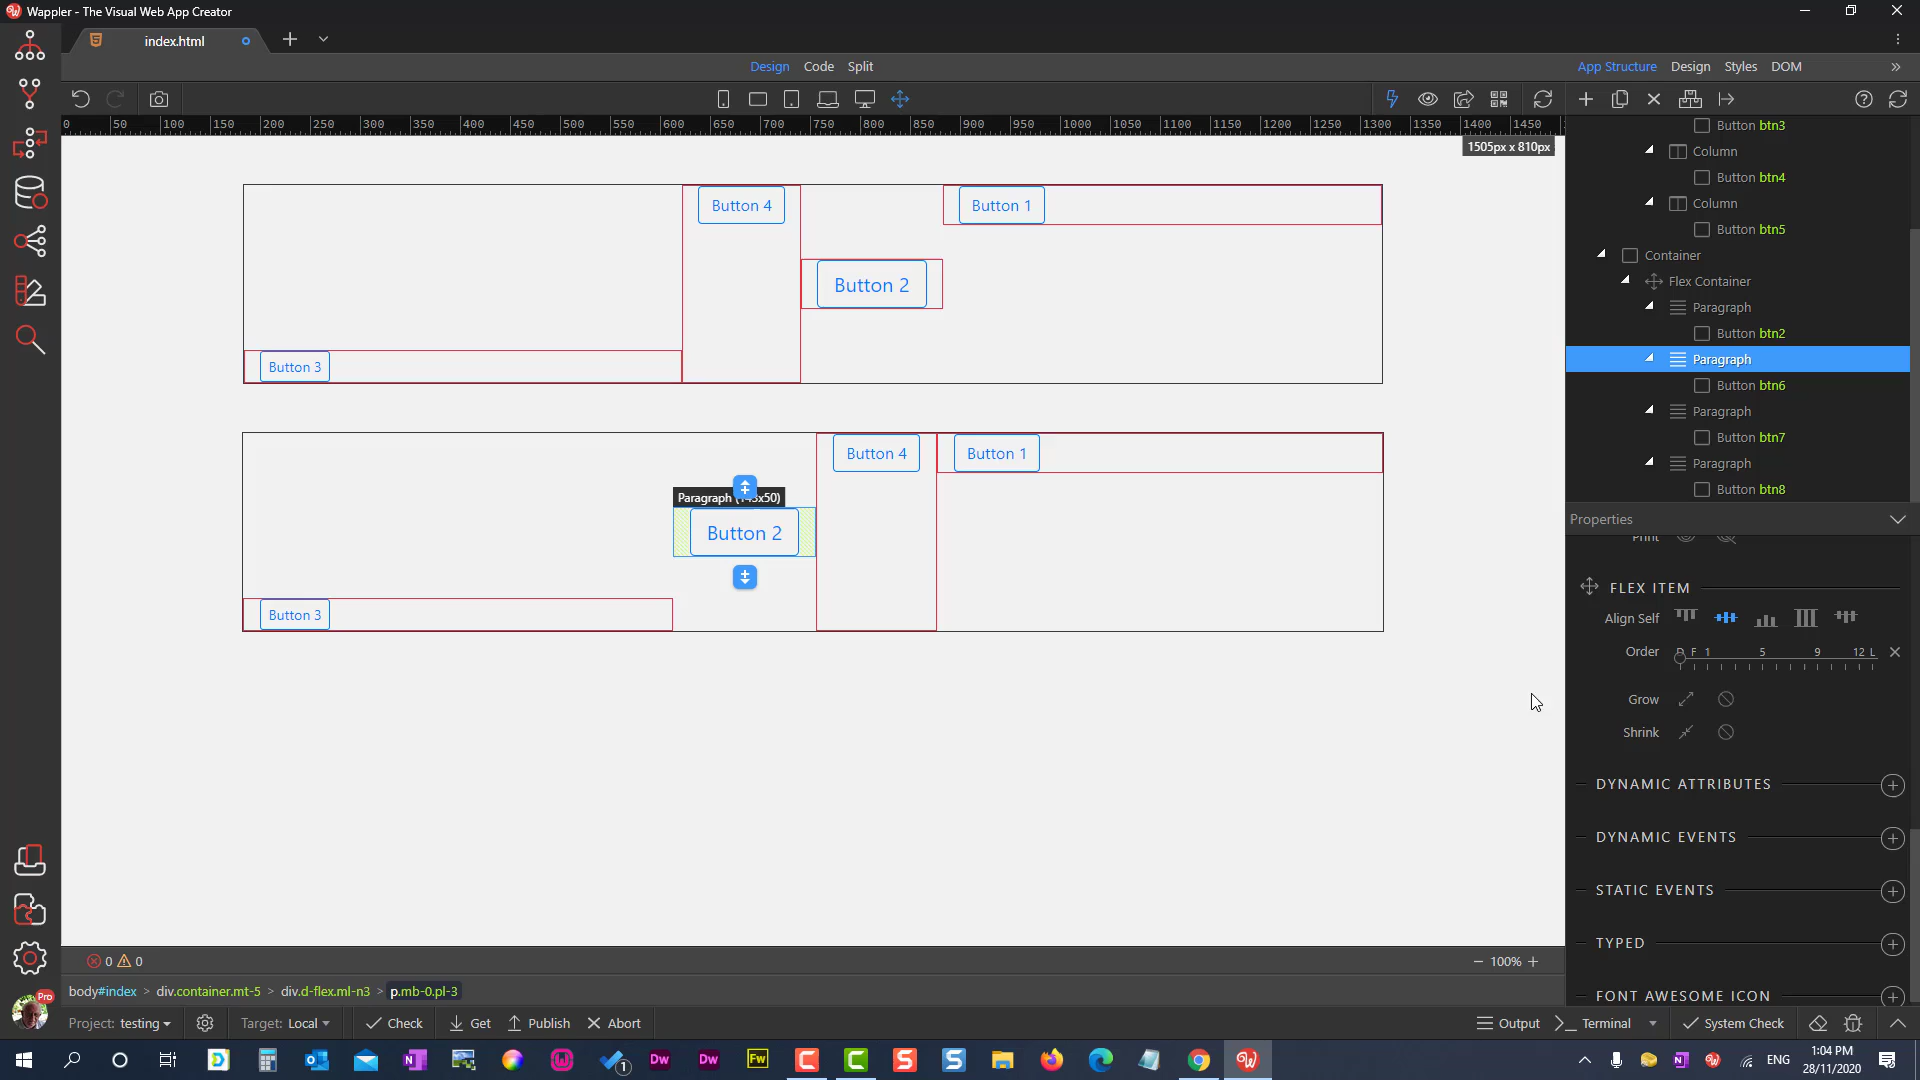 Wappler - The Visual Web App Creator
index.html
Design Code Split
App Structure Design Styles DOM
0 50 100 150 200 250 300 350 400 450 500 550 600 650 700 750 800 850 900 950 1000 1050 1100 1150 1200 1250 1300 1350 1400 1450
1505px x 810px
Button 4
Button 1
Button 2
Button 3
Button 4
Button 1
Button 2
Button 3
Button btn3
Column
Button btn4
Column
Button btn5
Container
Flex Container
Paragraph
Button btn2
Paragraph
Button btn6
Paragraph
Button btn7
Paragraph
Button btn8
Properties
Print
FLEX ITEM
Align Self
Order F 1 5 9 12 L
Grow
Shrink
DYNAMIC ATTRIBUTES
DYNAMIC EVENTS
STATIC EVENTS
TYPED
FONT AWESOME ICON
0 0
100%
body#index > div.container.mt-5 > div.d-flex.ml-n3 > p.mb-0.pl-3
Pro
Project: testing Target: Local Check Get Publish Abort
Output Terminal System Check
Dw Dw Fw
1
ENG
1:04 PM
28/11/2020